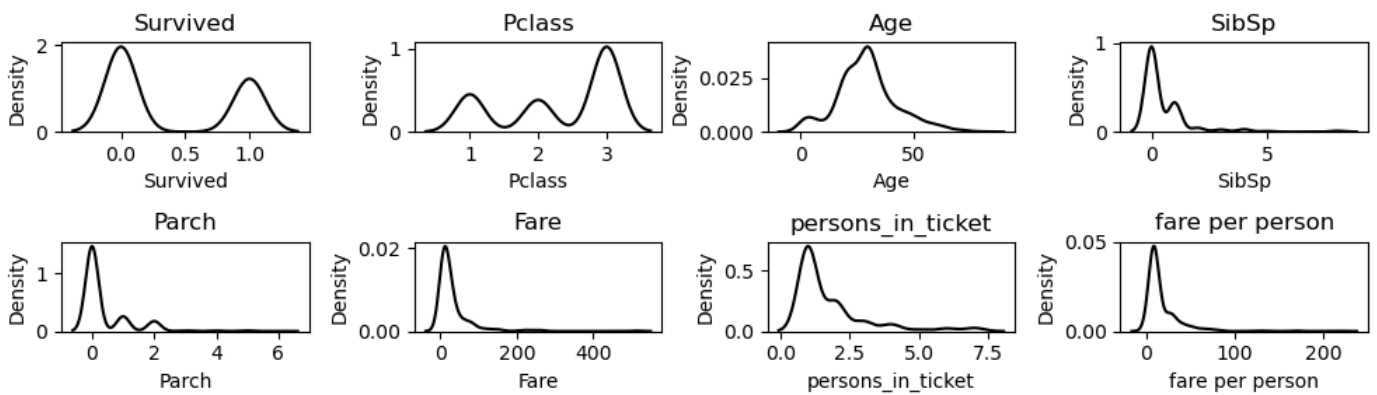 Survived
Density
2
0
0.0 0.5 1.0
Survived
Pclass
Density
1
0
1 2 3
Pclass
Age
Density
0.025
0.000
0 50
Age
SibSp
Density
1
0
0 5
SibSp
Parch
Density
1
0
0 2 4 6
Parch
Fare
Density
0.02
0.00
0 200 400
Fare
persons_in_ticket
Density
0.5
0.0
0.0 2.5 5.0 7.5
persons_in_ticket
fare per person
Density
0.05
0.00
0 100 200
fare per person